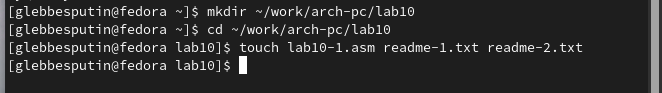 [glebbesputin@fedora ~]$ mkdir ~/work/arch-pc/lab10
[glebbesputin@fedora ~]$ cd ~/work/arch-pc/lab10
[glebbesputin@fedora lab10]$ touch lab10-1.asm readme-1.txt readme-2.txt
[glebbesputin@fedora lab10]$